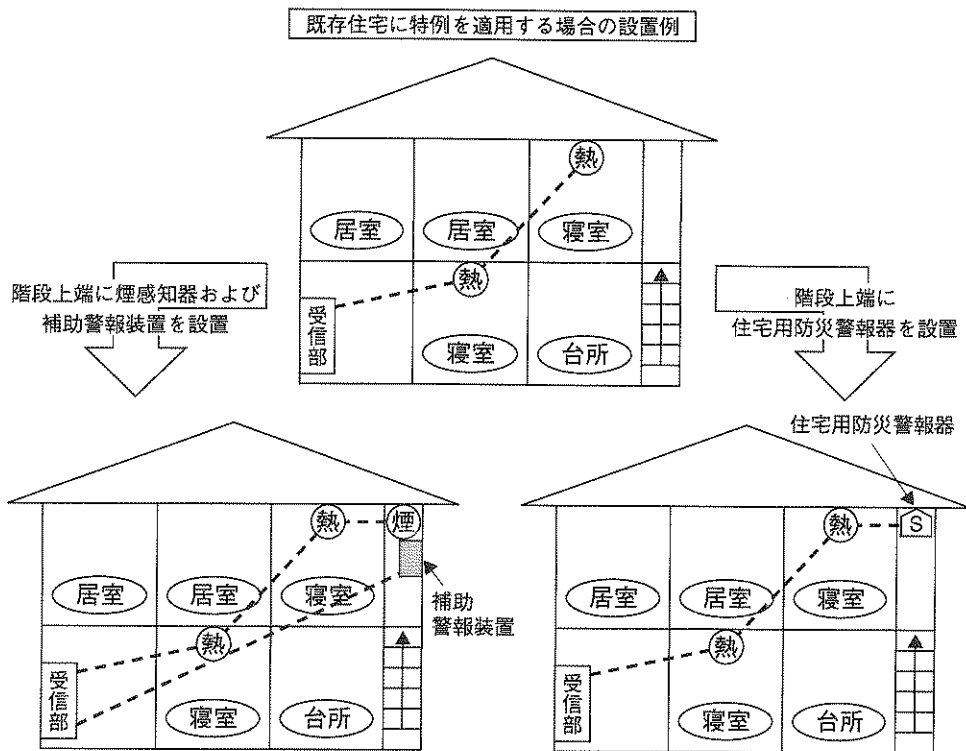 既存住宅に特例を適用する場合の設置例
熱
居室
居室
寝室
熱
受信部
寝室
台所
階段上端に煙感知器および
補助警報装置を設置
階段上端に
住宅用防災警報器を設置
熱
煙
居室
居室
寝室
補助
警報装置
熱
受信部
寝室
台所
住宅用防災警報器
熱
S
居室
居室
寝室
熱
受信部
寝室
台所